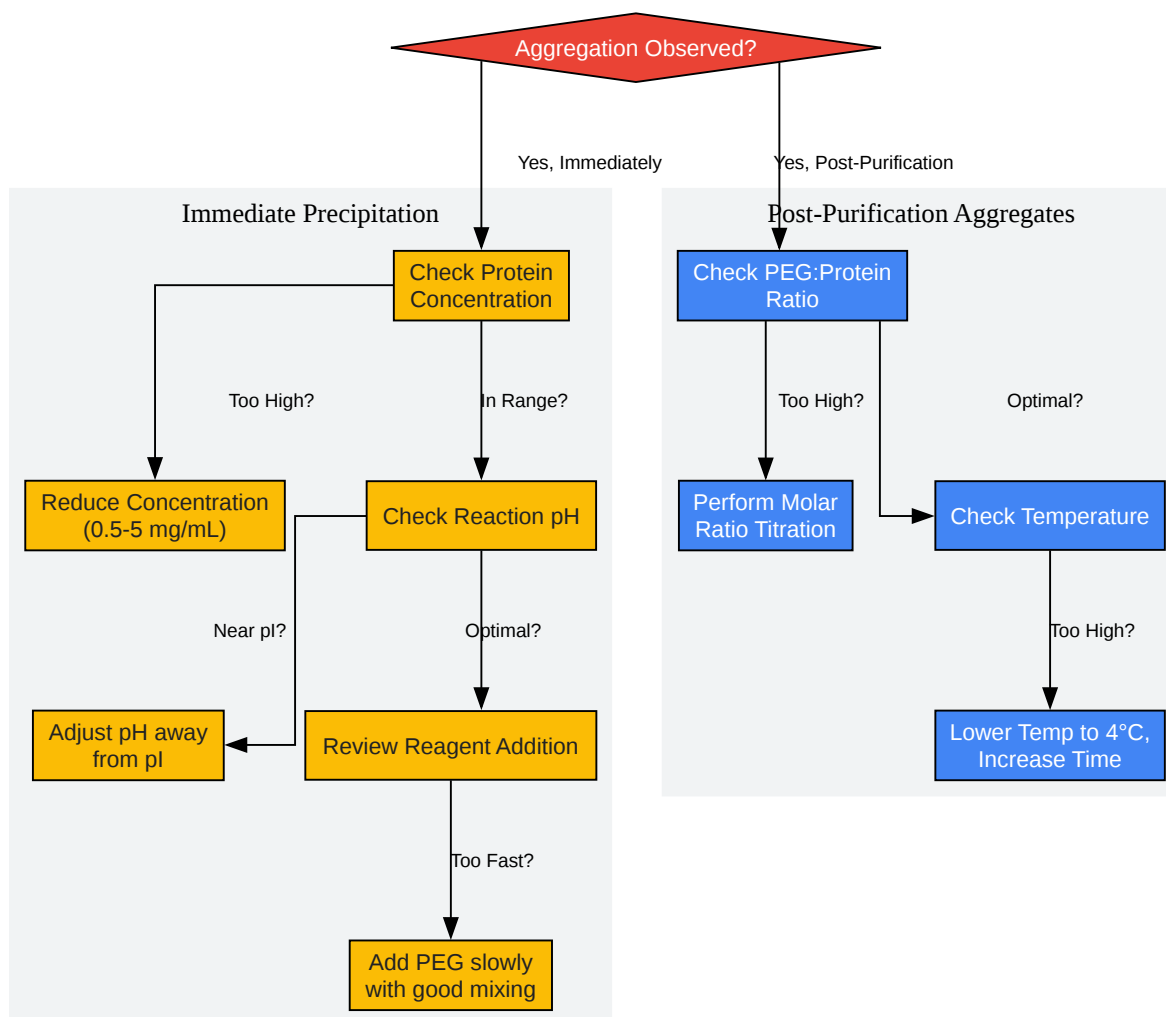 Aggregation Observed?
Yes, Immediately
Yes, Post-Purification
Immediate Precipitation
Post-Purification Aggregates
Check Protein
Concentration
Check PEG:Protein
Ratio
Too High?
In Range?
Too High?
Optimal?
Reduce Concentration
(0.5-5 mg/mL)
Check Reaction pH
Perform Molar
Ratio Titration
Check Temperature
Near pI?
Optimal?
Too High?
Adjust pH away
from pI
Review Reagent Addition
Lower Temp to 4°C,
Increase Time
Too Fast?
Add PEG slowly
with good mixing